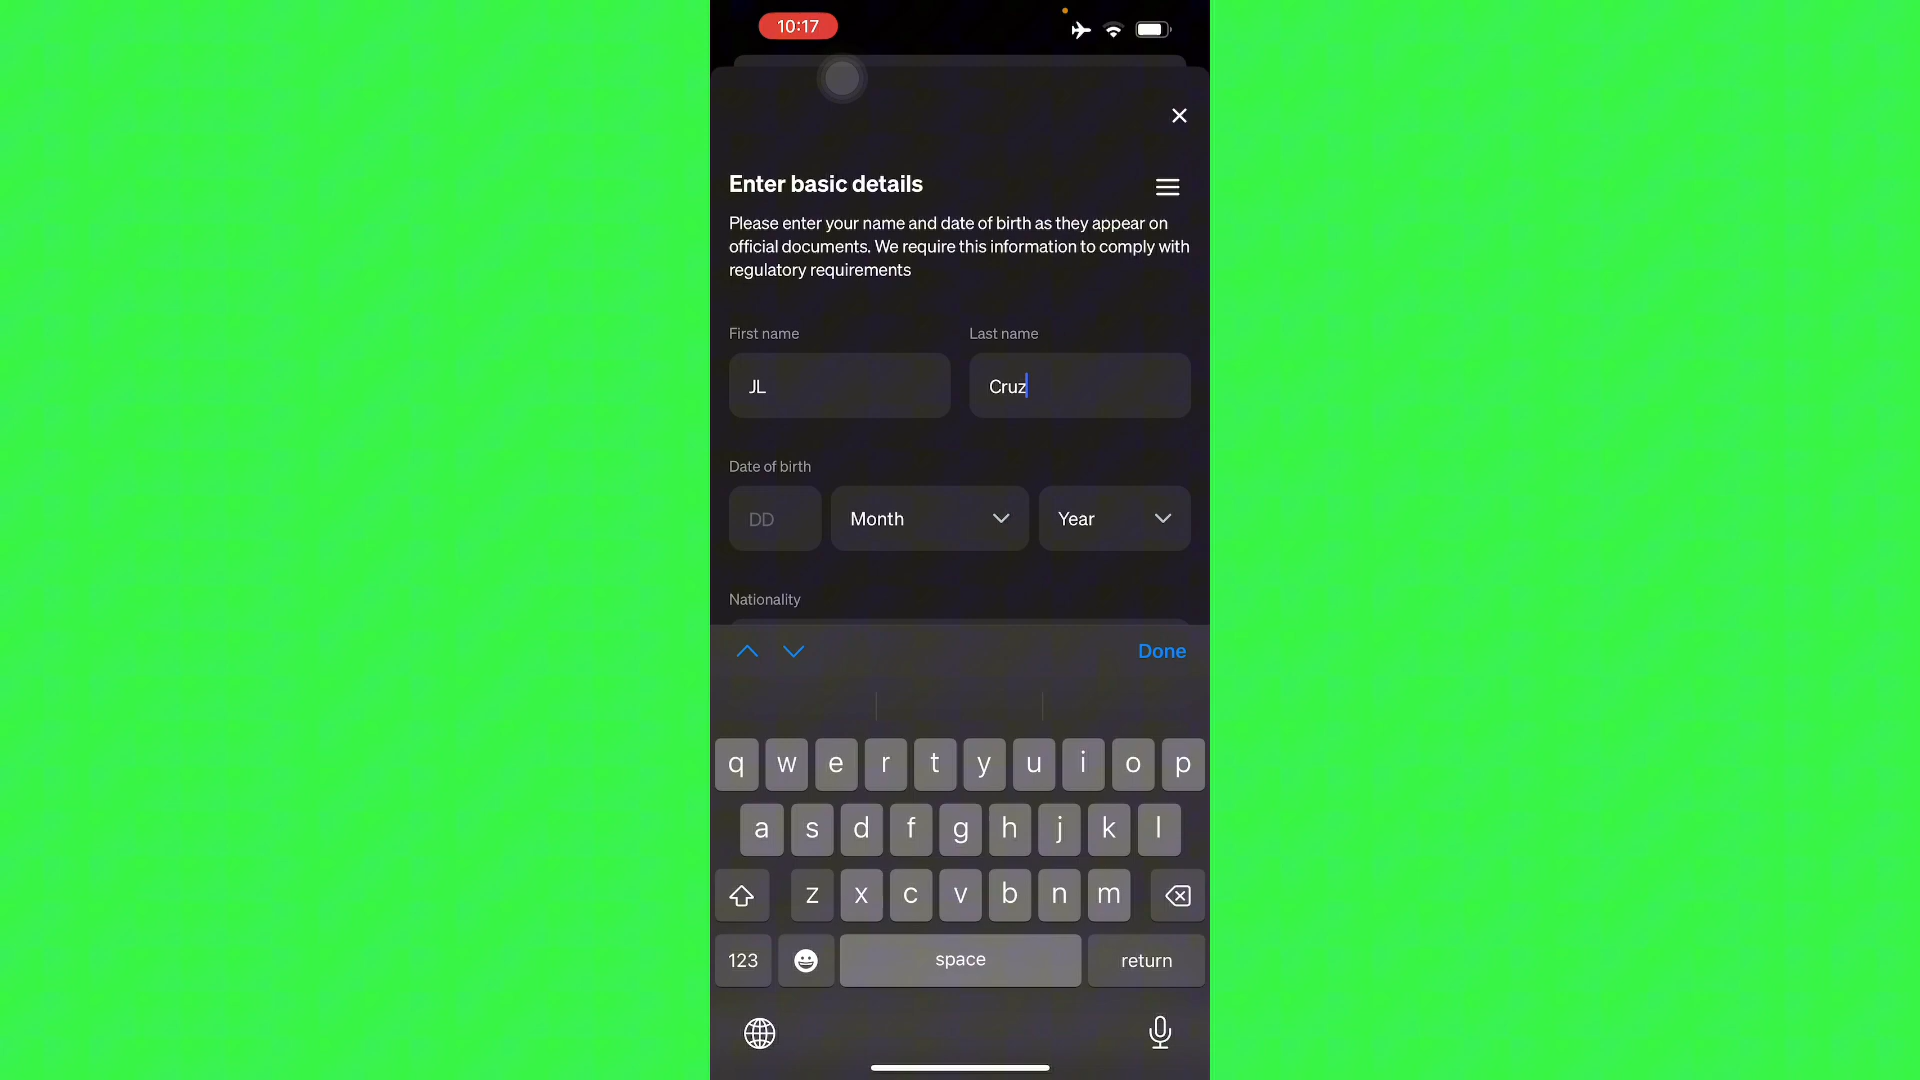 10:17
Enter basic details
Please enter your name and date of birth as they appear on
official documents. We require this information to comply with
regulatory requirements
First name Last name
JL Cruz
Date of birth
DD Month Year
Nationality
Done
q w e r t y u i o p
a s d f g h j k l
z x c v b n m
123 space return